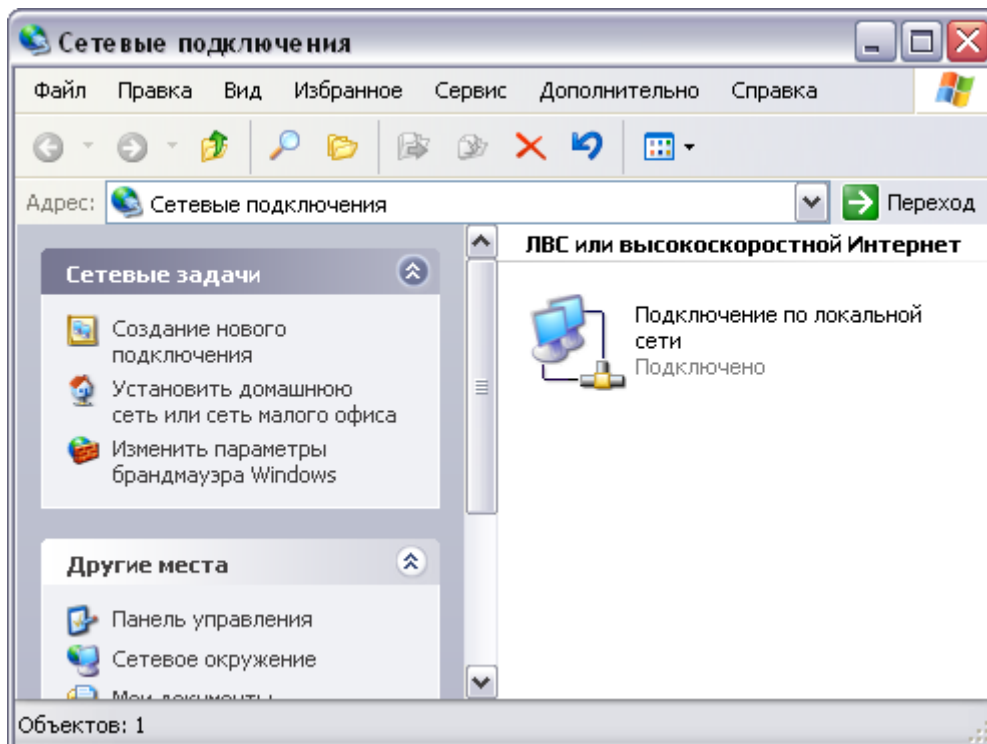 Сетевые подключения
Файл Правка Вид Избранное Сервис Дополнительно Справка
Адрес: Сетевые подключения Переход
Сетевые задачи
Создание нового
подключения
Установить домашнюю
сеть или сеть малого офиса
Изменить параметры
брандмауэра Windows
Другие места
Панель управления
Сетевое окружение
Мои документы
ЛВС или высокоскоростной Интернет
Подключение по локальной
сети
Подключено
Объектов: 1